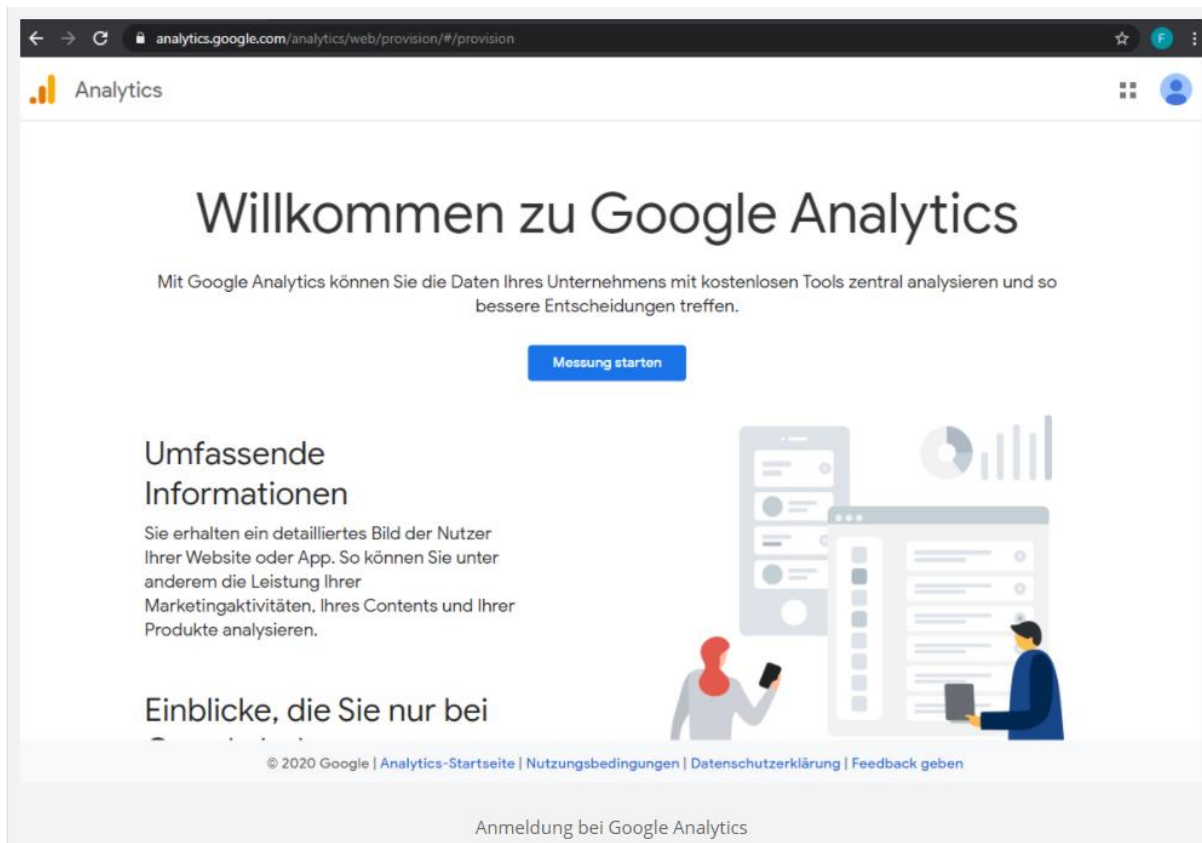 analytics.google.com/analytics/web/provision/#/provision
F
Analytics
Willkommen zu Google Analytics
Mit Google Analytics können Sie die Daten Ihres Unternehmens mit kostenlosen Tools zentral analysieren und so
bessere Entscheidungen treffen.
Messung starten
Umfassende
Informationen
Sie erhalten ein detailliertes Bild der Nutzer
Ihrer Website oder App. So können Sie unter
anderem die Leistung Ihrer
Marketingaktivitäten, Ihres Contents und Ihrer
Produkte analysieren.
Einblicke, die Sie nur bei
© 2020 Google | Analytics-Startseite | Nutzungsbedingungen | Datenschutzerklärung | Feedback geben
Anmeldung bei Google Analytics